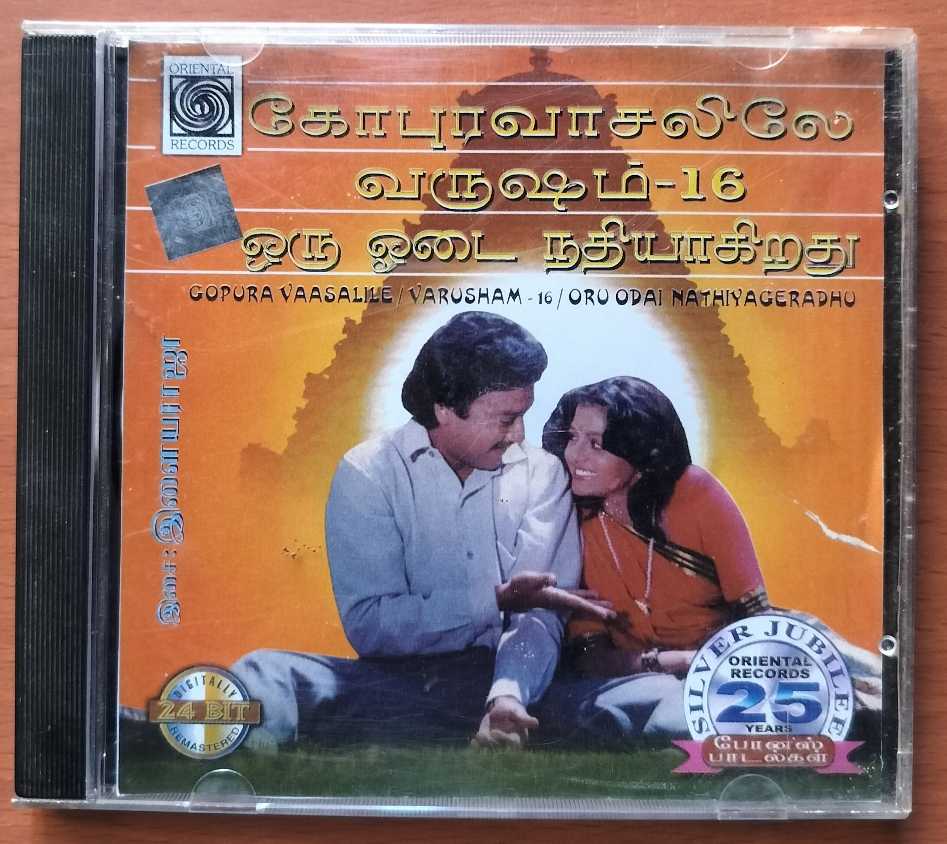 ORIENTAL
RECORDS
கோபுரவாசலிலே
வருஷம்-16
ஒரு ஓடை நதியாகிறது
GOPURA VAASALILE / VARUSHAM - 16 / ORU ODAI NATHIYAGERADHU
இசை : இளையராஜா
DIGITALLY
24 BIT
REMASTERED
SILVER JUBILEE
ORIENTAL
RECORDS
25
YEARS
போனஸ்
பாடல்கள்